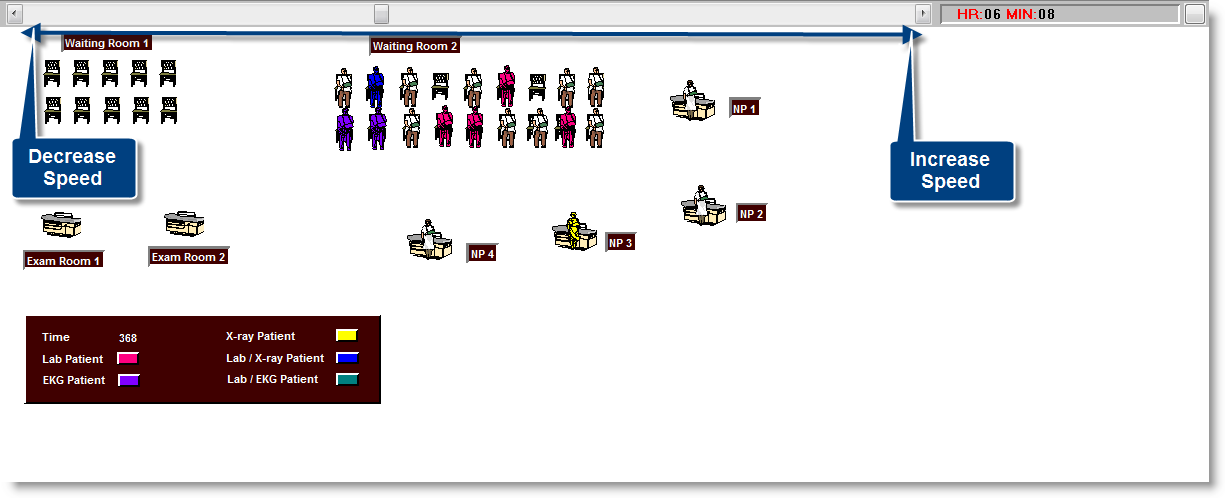 HR:06 MIN:08
Waiting Room 1
Waiting Room 2
NP 1
Decrease
Speed
Increase
Speed
NP 2
NP 3
NP 4
Exam Room 1
Exam Room 2
Time 368
X-ray Patient
Lab Patient
Lab / X-ray Patient
EKG Patient
Lab / EKG Patient